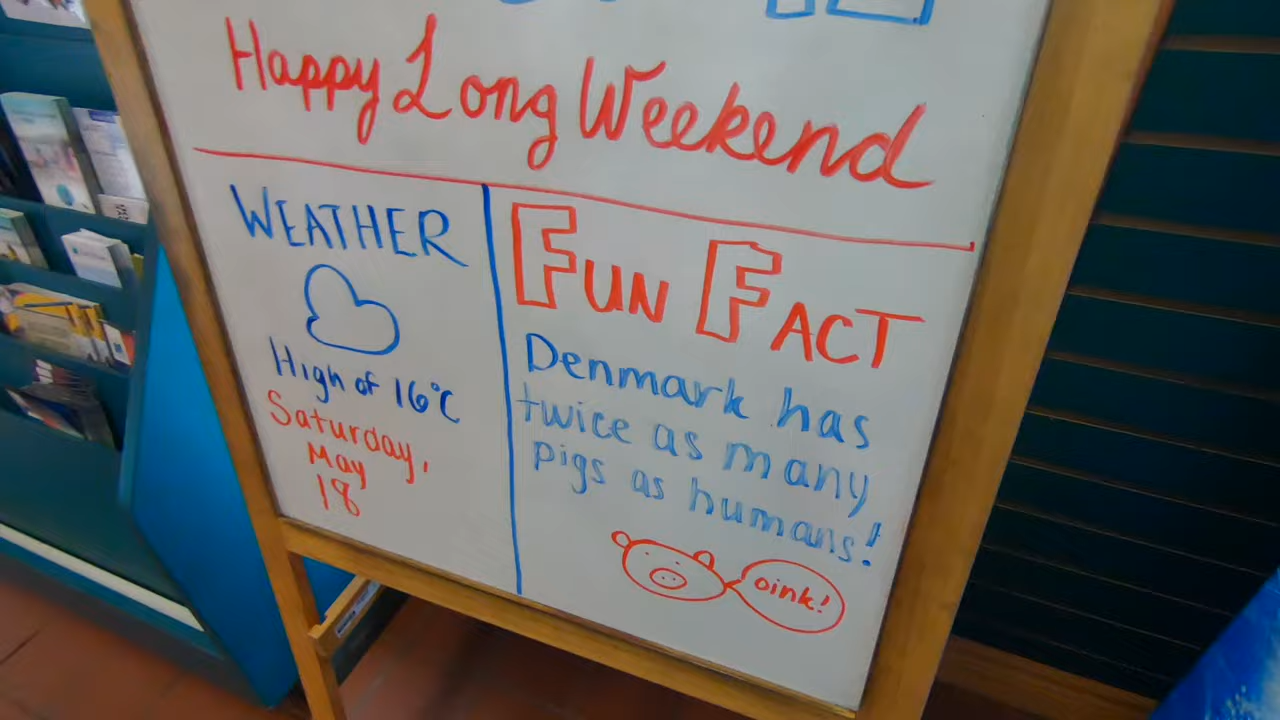 Happy Long Weekend
WEATHER
High of 16°C
Saturday,
May
18
FUN FACT
Denmark has
twice as many
pigs as humans!
oink!